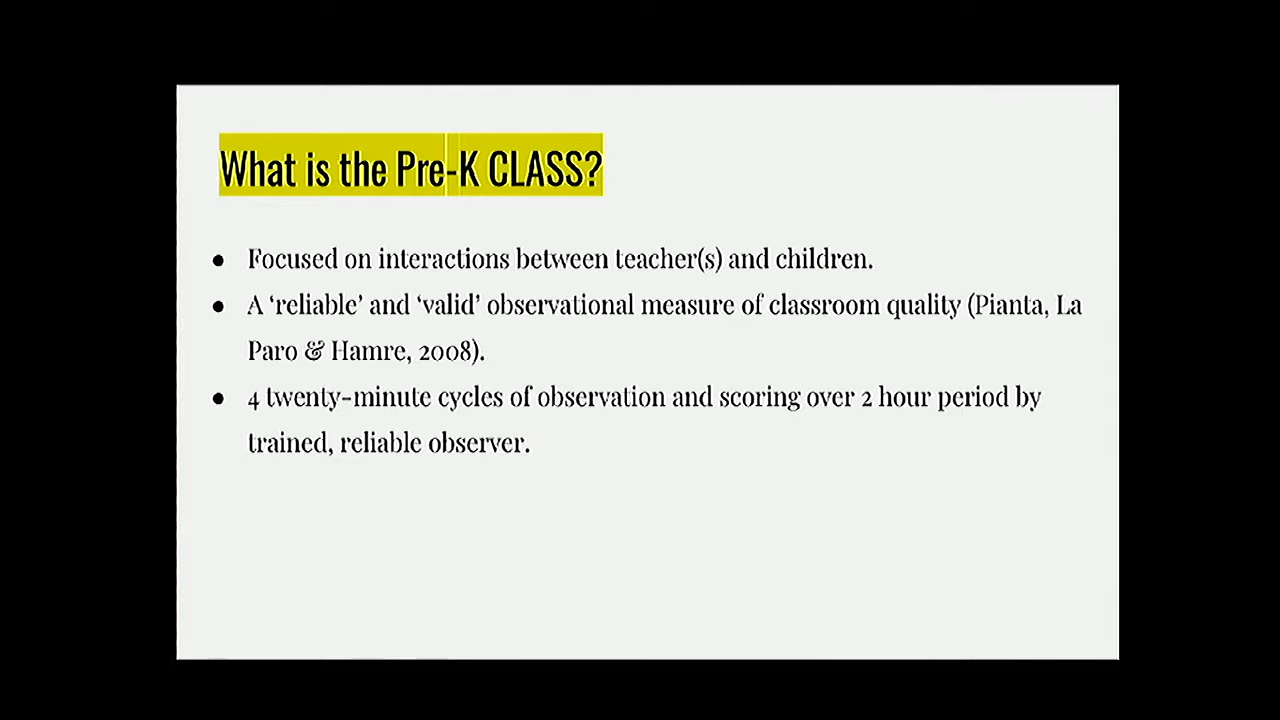 What is the Pre-K CLASS?
● Focused on interactions between teacher(s) and children.
● A ‘reliable’ and ‘valid’ observational measure of classroom quality (Pianta, La
Paro & Hamre, 2008).
● 4 twenty-minute cycles of observation and scoring over 2 hour period by
trained, reliable observer.